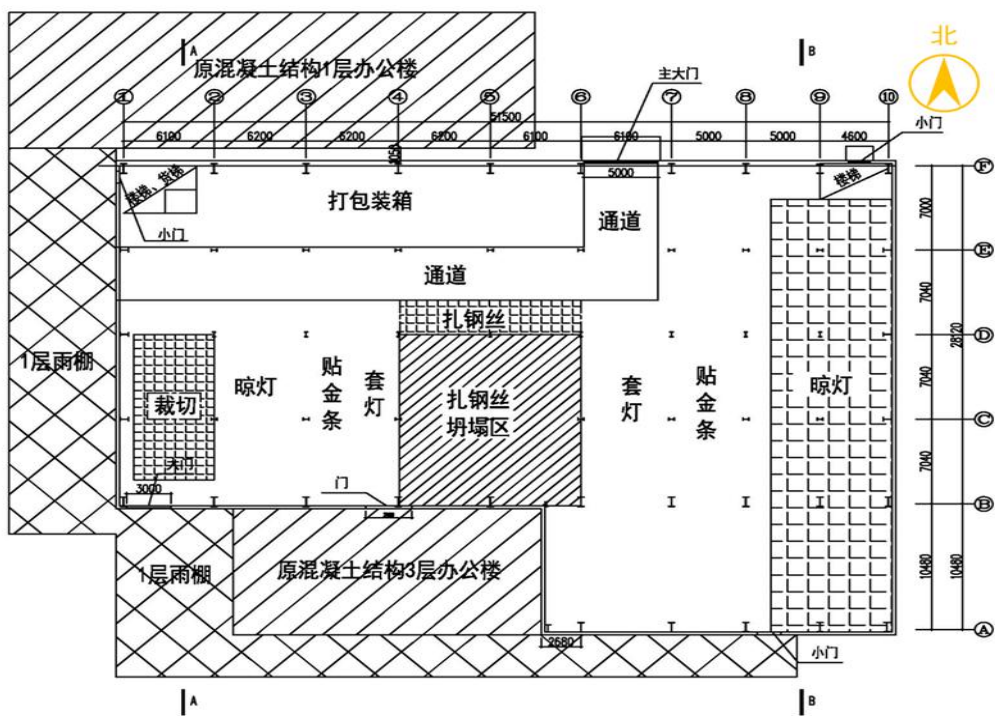 A
B
北
原混凝土结构1层办公楼
主大门
① ② ③ ④ ⑤ ⑥ ⑦ ⑧ ⑨ ⑩
51500
小门
6100 6200 6200 6200 6100 6100 5000 5000 4600
5000
F
楼梯、货梯
楼梯
打包装箱
7000
通道
小门
E
通道
7040
扎钢丝
D
28120
1层雨棚
晾灯
贴金条
套灯
扎钢丝
坍塌区
套灯
贴金条
晾灯
7040
裁切
C
大门
7040
3000
门
B
1层雨棚
原混凝土结构3层办公楼
10480
10480
A
2680
小门
A
B